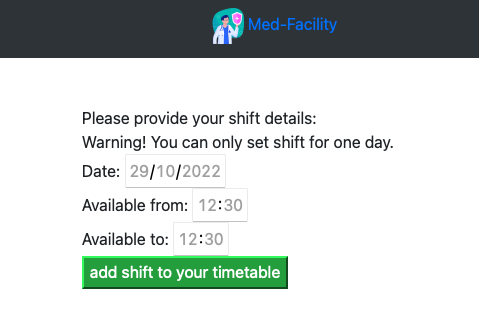 Med-Facility
Please provide your shift details:
Warning! You can only set shift for one day.
Date: 29/10/2022
Available from: 12:30
Available to: 12:30
add shift to your timetable